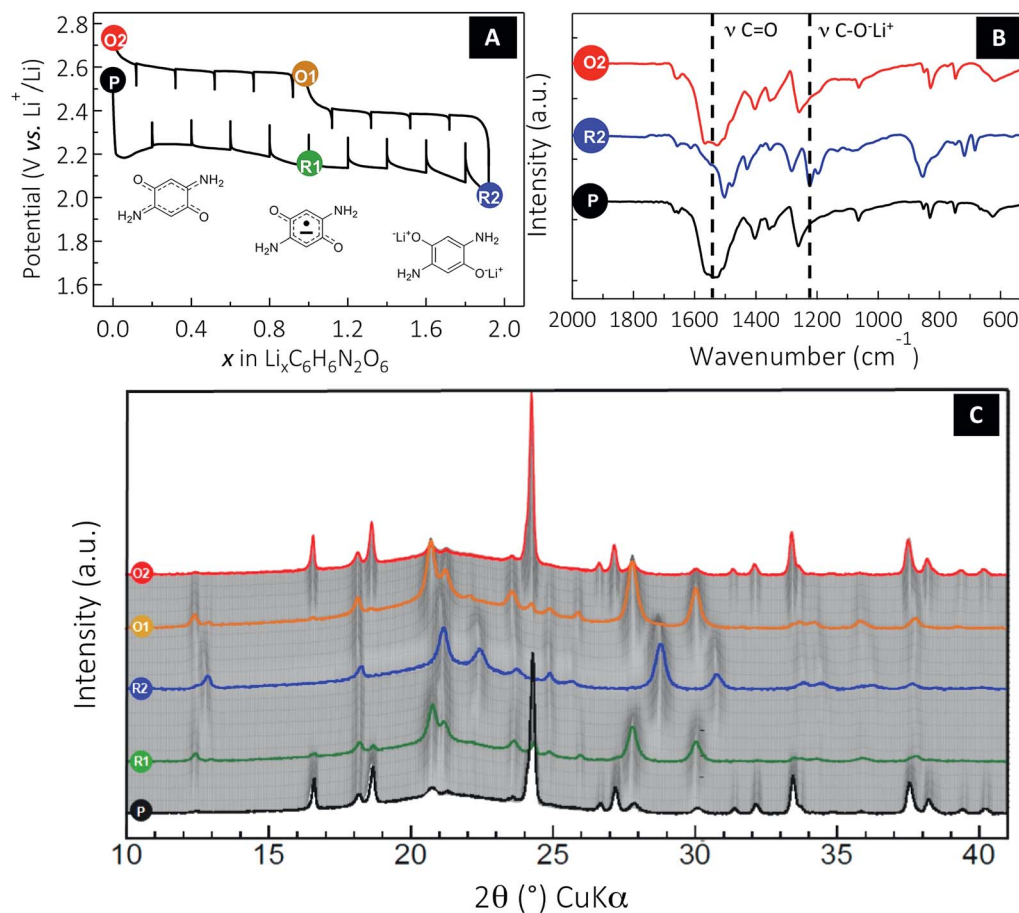 A
Potential (V vs. Li⁺/Li)
2.8
2.6
2.4
2.2
2.0
1.8
1.6
O2
P
O1
R1
R2
O
NH₂
H₂N
O
O
NH₂
•
−
H₂N
O
⁻Li⁺O
NH₂
H₂N
O⁻Li⁺
0.0 0.4 0.8 1.2 1.6 2.0
x in LiₓC₆H₆N₂O₆
B
ν C=O
ν C-O⁻Li⁺
Intensity (a.u.)
O2
R2
P
2000 1800 1600 1400 1200 1000 800 600
Wavenumber (cm⁻¹)
C
Intensity (a.u.)
O2
O1
R2
R1
P
10 15 20 25 30 35 40
2θ (°) CuKα